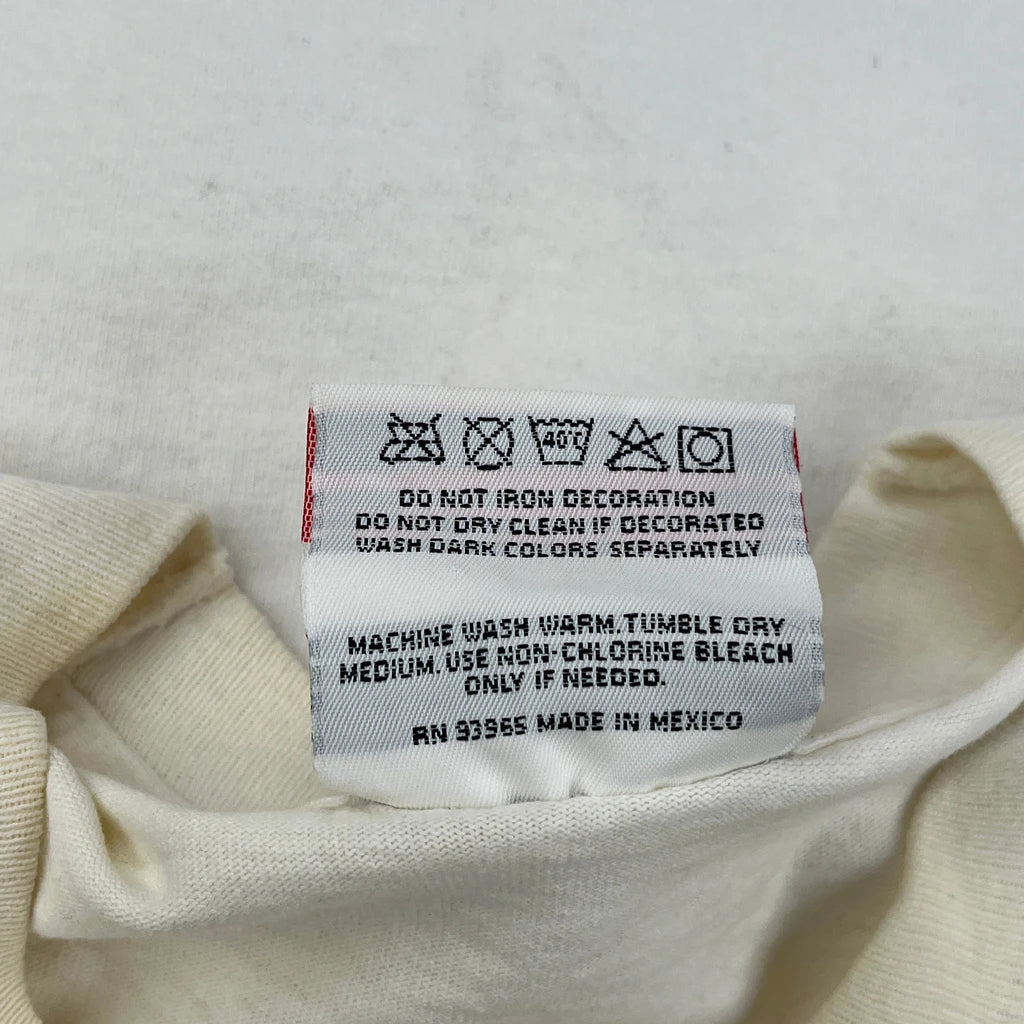 40°C
DO NOT IRON DECORATION
DO NOT DRY CLEAN IF DECORATED
WASH DARK COLORS SEPARATELY
MACHINE WASH WARM. TUMBLE DRY
MEDIUM. USE NON-CHLORINE BLEACH
ONLY IF NEEDED.
RN 93965 MADE IN MEXICO